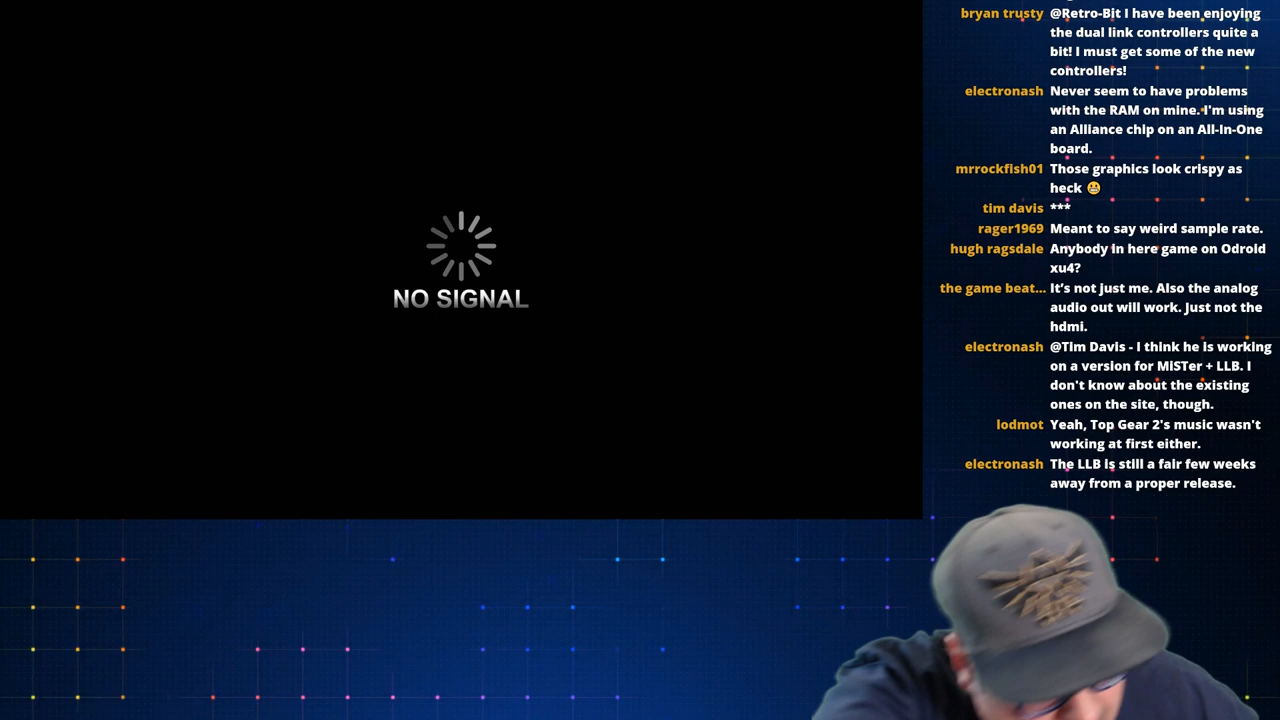 bryan trusty @Retro-Bit I have been enjoying
the dual link controllers quite a
bit! I must get some of the new
controllers!
electronash Never seem to have problems
with the RAM on mine. I'm using
an Alliance chip on an All-In-One
board.
mrrockfish01 Those graphics look crispy as
heck 😬
tim davis ***
rager1969 Meant to say weird sample rate.
hugh ragsdale Anybody in here game on Odroid
xu4?
the game beat... It’s not just me. Also the analog
audio out will work. Just not the
hdmi.
electronash @Tim Davis - I think he is working
on a version for MiSTer + LLB. I
don't know about the existing
ones on the site, though.
lodmot Yeah, Top Gear 2's music wasn't
working at first either.
electronash The LLB is still a fair few weeks
away from a proper release.
NO SIGNAL